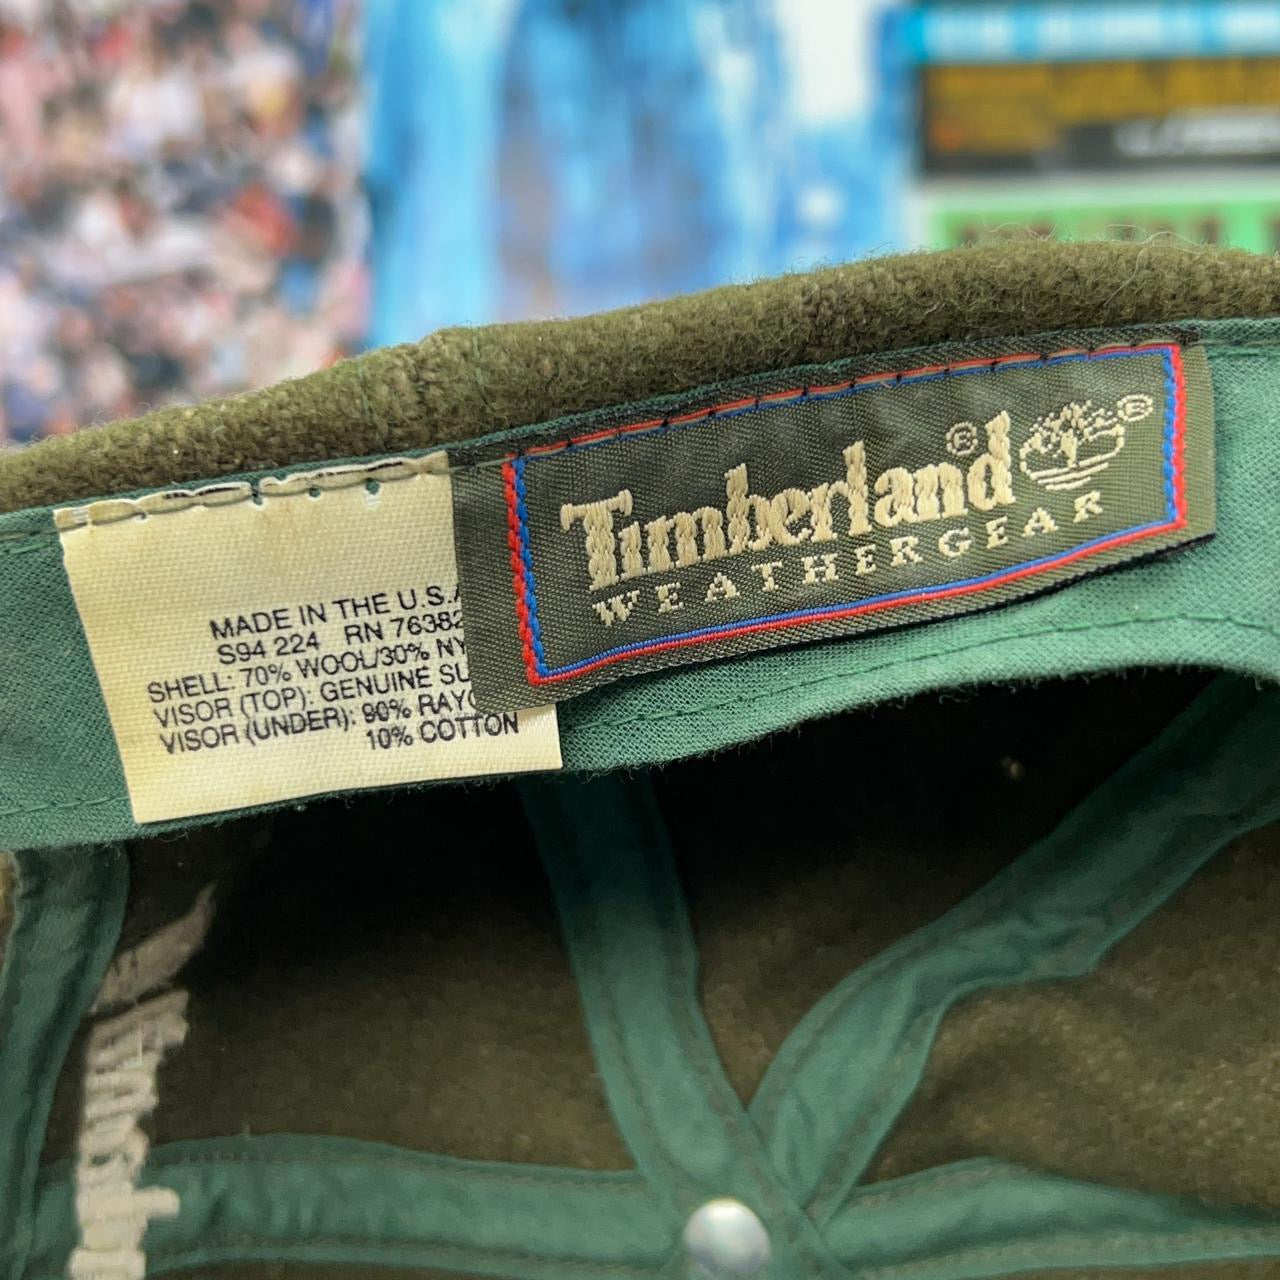 Timberland®
®
WEATHERGEAR
MADE IN THE U.S.A
S94 224 RN 76382
SHELL: 70% WOOL/30% NY
VISOR (TOP): GENUINE SU
VISOR (UNDER): 90% RAYO
10% COTTON